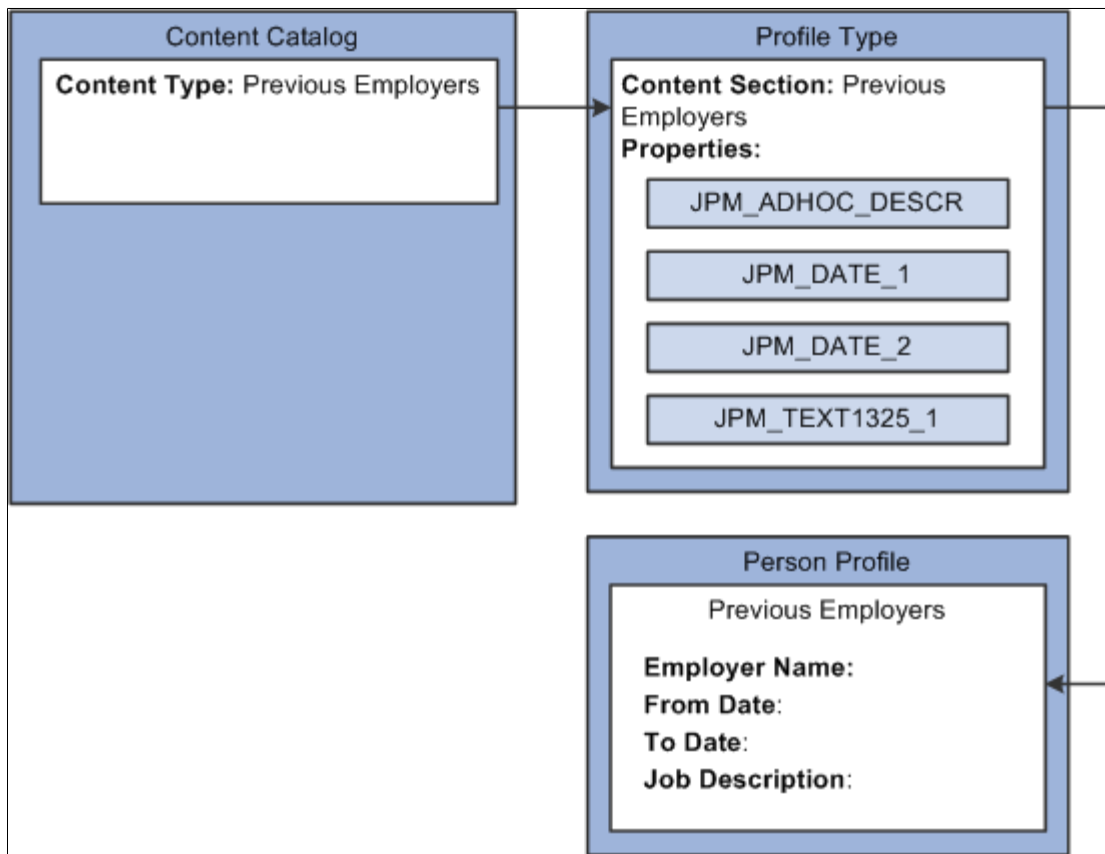 Content Catalog
Content Type: Previous Employers
Profile Type
Content Section: Previous
Employers
Properties:
JPM_ADHOC_DESCR
JPM_DATE_1
JPM_DATE_2
JPM_TEXT1325_1
Person Profile
Previous Employers
Employer Name:
From Date:
To Date:
Job Description: